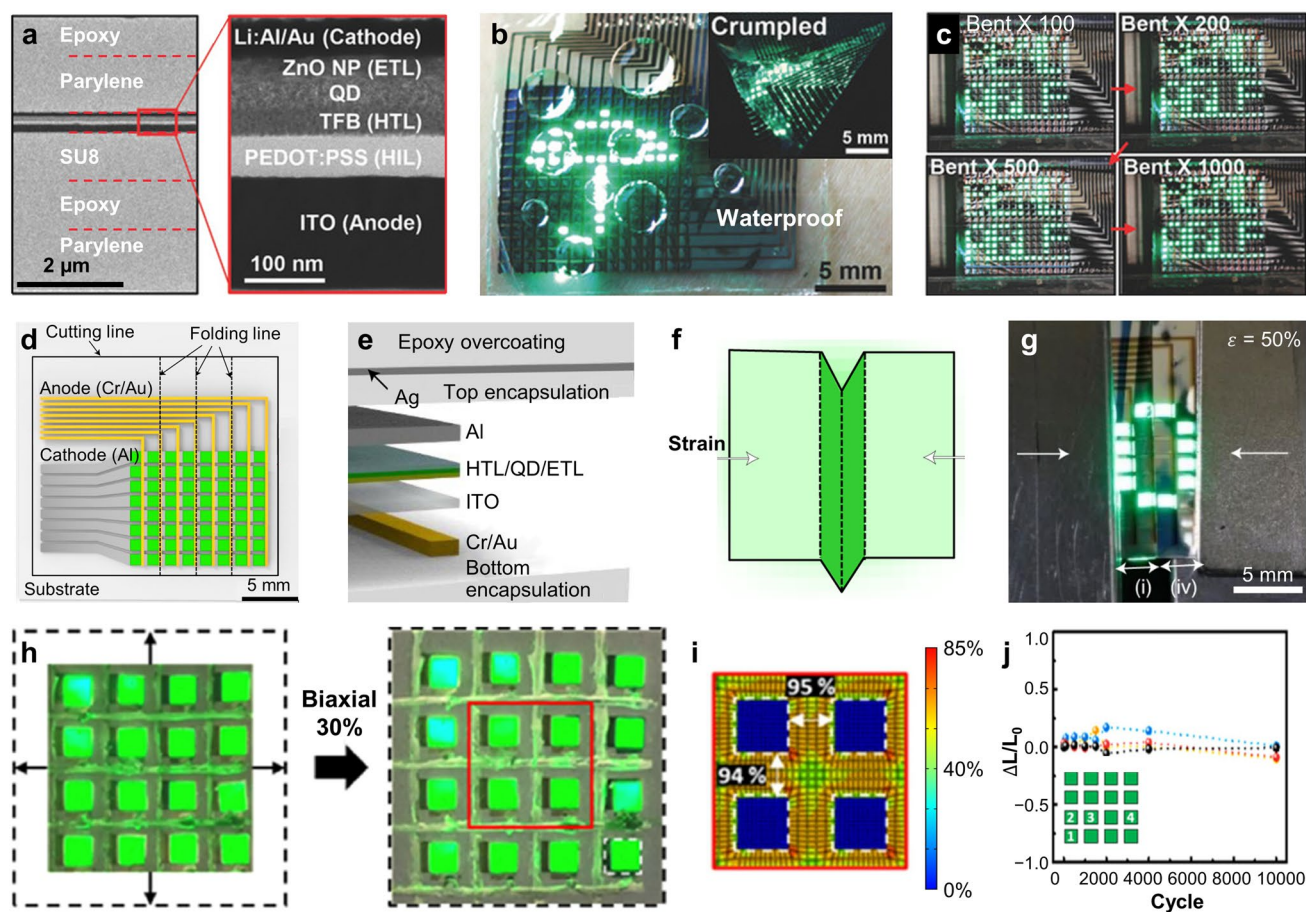 a
Epoxy
Parylene
SU8
Epoxy
Parylene
2 μm
Li:Al/Au (Cathode)
ZnO NP (ETL)
QD
TFB (HTL)
PEDOT:PSS (HIL)
ITO (Anode)
100 nm
b
Crumpled
5 mm
Waterproof
5 mm
c
Bent X 100
Bent X 200
Bent X 500
Bent X 1000
d
Cutting line
Folding line
Anode (Cr/Au)
Cathode (Al)
Substrate
5 mm
e
Epoxy overcoating
Ag
Top encapsulation
Al
HTL/QD/ETL
ITO
Cr/Au
Bottom
encapsulation
f
Strain
g
ε = 50%
(i)
(iv)
5 mm
h
Biaxial
30%
i
95 %
94 %
85%
40%
0%
j
ΔL/L0
1.0
0.5
0.0
−0.5
−1.0
2
3
4
1
0
2000
4000
6000
8000
10000
Cycle